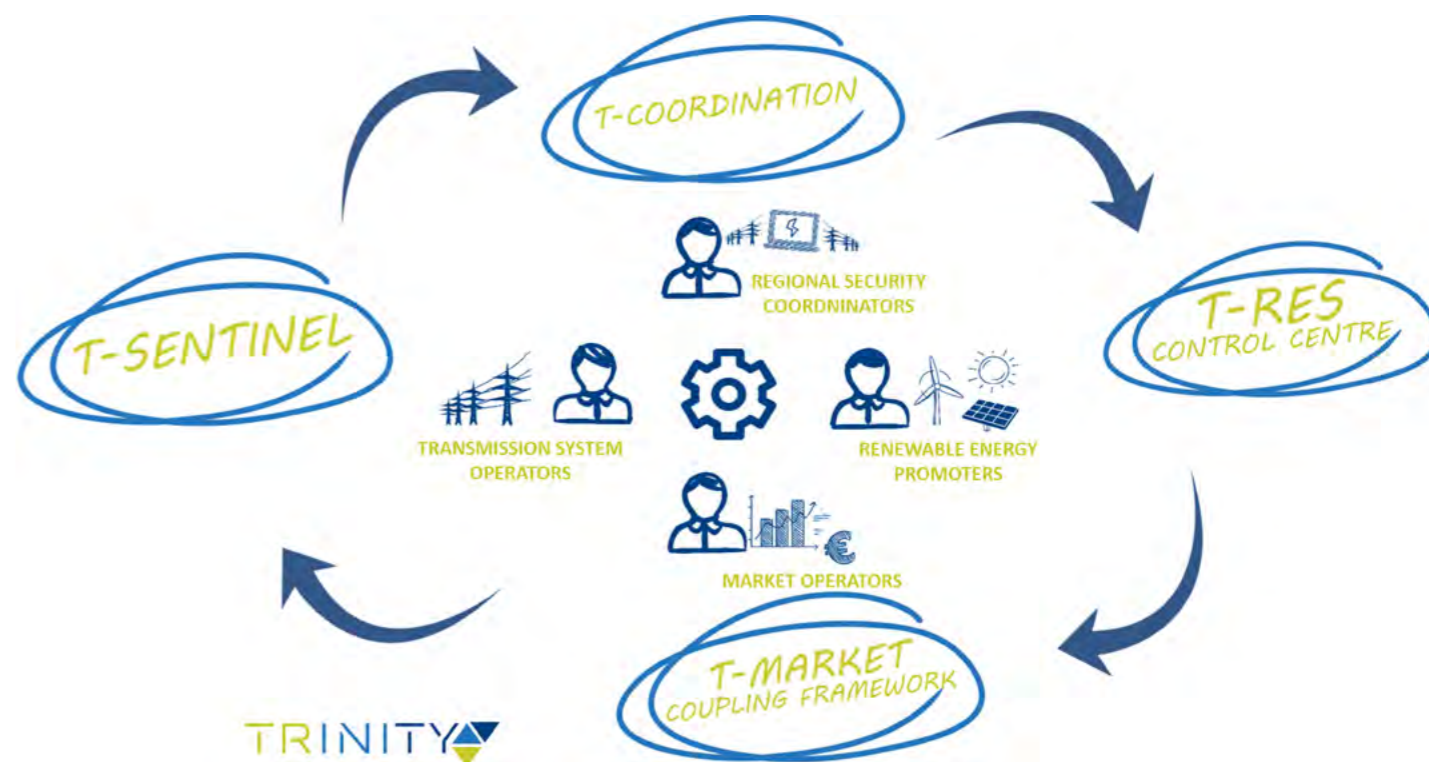 T-COORDINATION
REGIONAL SECURITY
COORDNINATORS
T-SENTINEL
T-RES
CONTROL CENTRE
TRANSMISSION SYSTEM
OPERATORS
RENEWABLE ENERGY
PROMOTERS
€
MARKET OPERATORS
T-MARKET
COUPLING FRAMEWORK
TRINITY